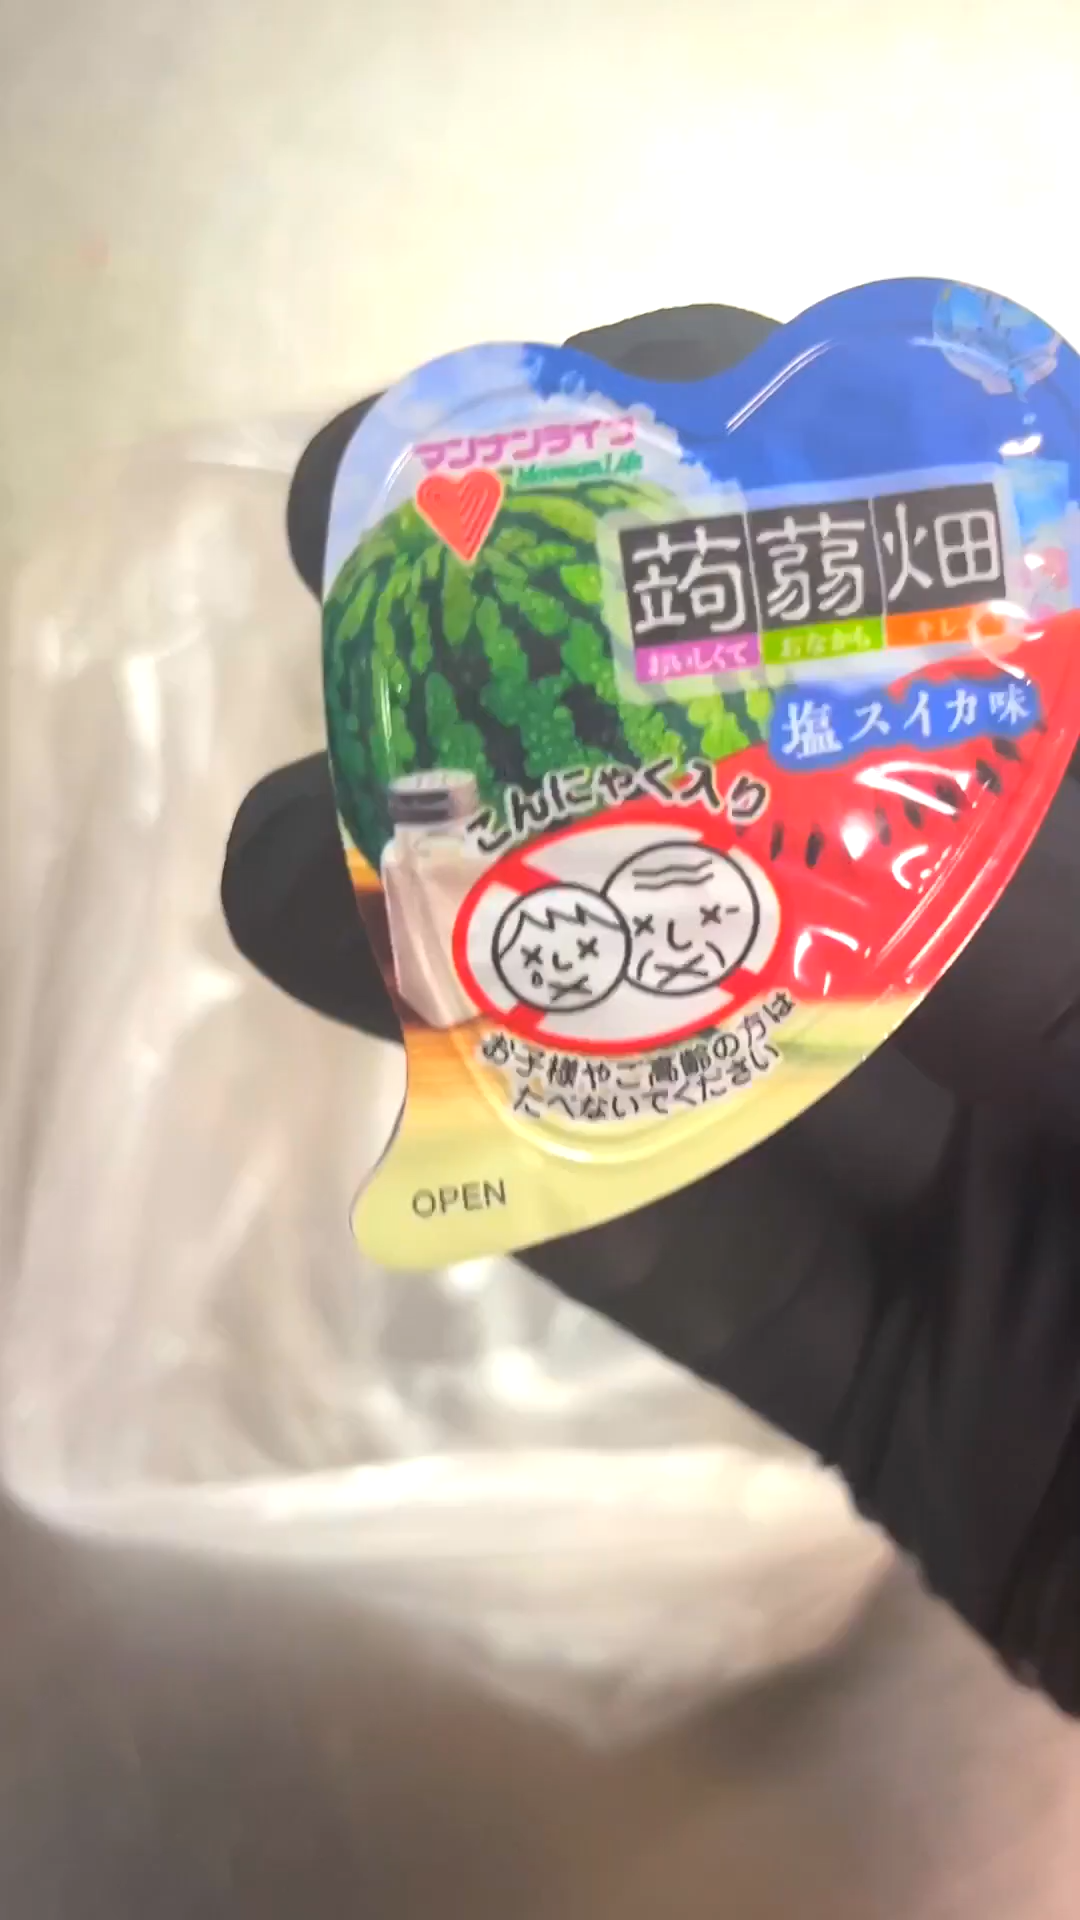 マンナンライフ
MannanLife
蒟蒻畑
おいしくて おなかも キレイ
塩スイカ味
こんにゃく入り
お子様やご高齢の方は
たべないでください
OPEN